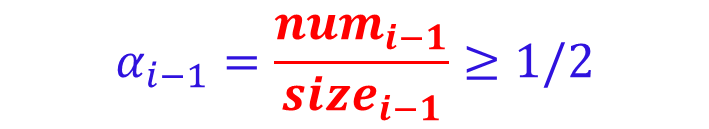 α_{i−1} = num_{i−1} / size_{i−1} ≥ 1/2